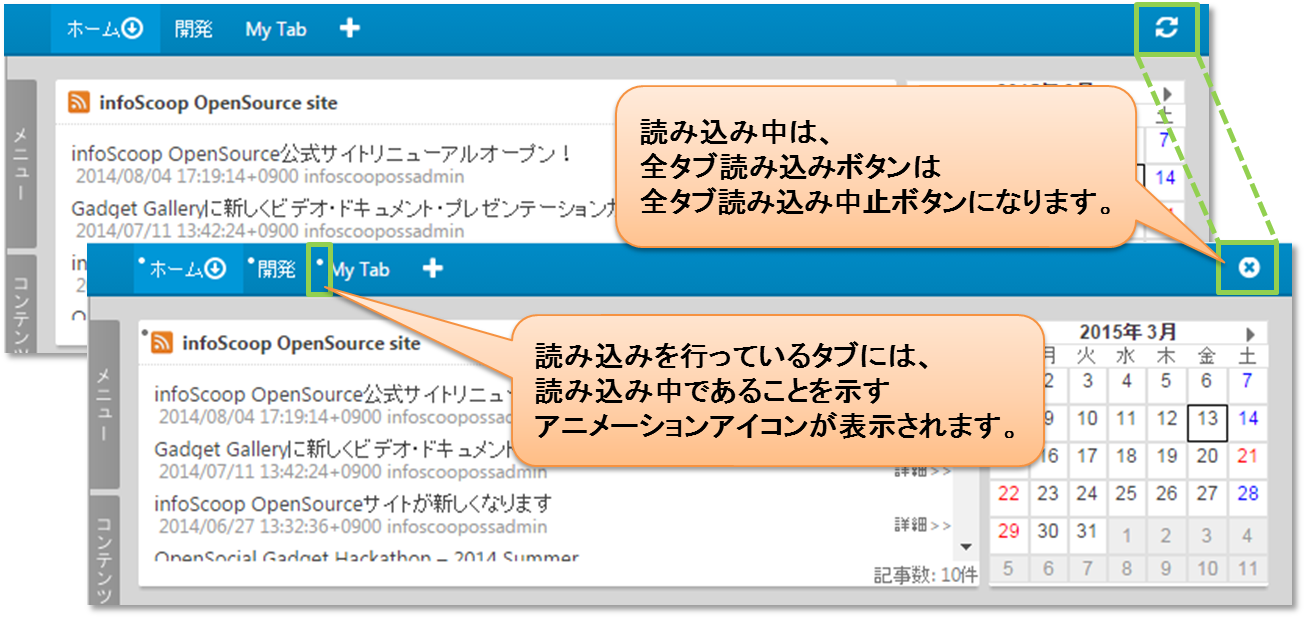 ホーム 開発 My Tab
infoScoop OpenSource site
土
メニュー
infoScoop OpenSource公式サイトリニューアルオープン！
2014/08/04 17:19:14+0900 infoscoopossadmin
7
14
Gadget Galleryに新しくビデオ・ドキュメント・プレゼンテーション
2014/07/11 13:42:24+0900 infoscoopossadmin
読み込み中は、
全タブ読み込みボタンは
全タブ読み込み中止ボタンになります。
コンテンツ
ホーム 開発 My Tab
infoScoop OpenSource site
読み込みを行っているタブには、
読み込み中であることを示す
アニメーションアイコンが表示されます。
メニュー
infoScoop OpenSource公式サイトリニュー
2014/08/04 17:19:14+0900 infoscoopossa
Gadget Galleryに新しくビデオ・ドキュメント
2014/07/11 13:42:24+0900 infoscoopossadmin
詳細>>
infoScoop OpenSourceサイトが新しくなります
2014/06/27 13:32:36+0900 infoscoopossadmin
詳細>>
OpenSocial Gadget Hackathon – 2014 Summer
記事数: 10件
コンテンツ
2015年 3月
月 火 水 木 金 土
2 3 4 5 6 7
9 10 11 12 13 14
16 17 18 19 20 21
22 23 24 25 26 27 28
29 30 31 1 2 3 4
5 6 7 8 9 10 11